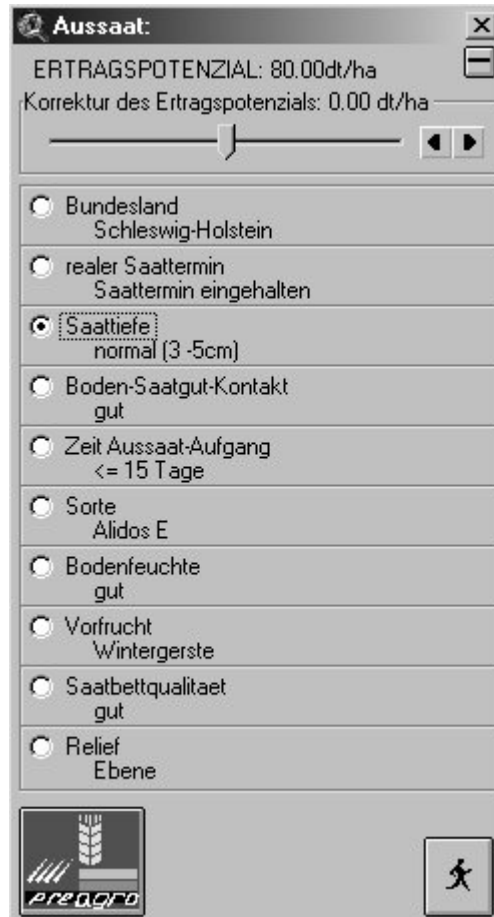 Aussaat:
ERTRAGSPOTENZIAL: 80.00dt/ha
Korrektur des Ertragspotenzials: 0.00 dt/ha
Bundesland
Schleswig-Holstein
realer Saattermin
Saattermin eingehalten
Saattiefe
normal (3 -5cm)
Boden-Saatgut-Kontakt
gut
Zeit Aussaat-Aufgang
<= 15 Tage
Sorte
Alidos E
Bodenfeuchte
gut
Vorfrucht
Wintergerste
Saatbettqualitaet
gut
Relief
Ebene
preagro